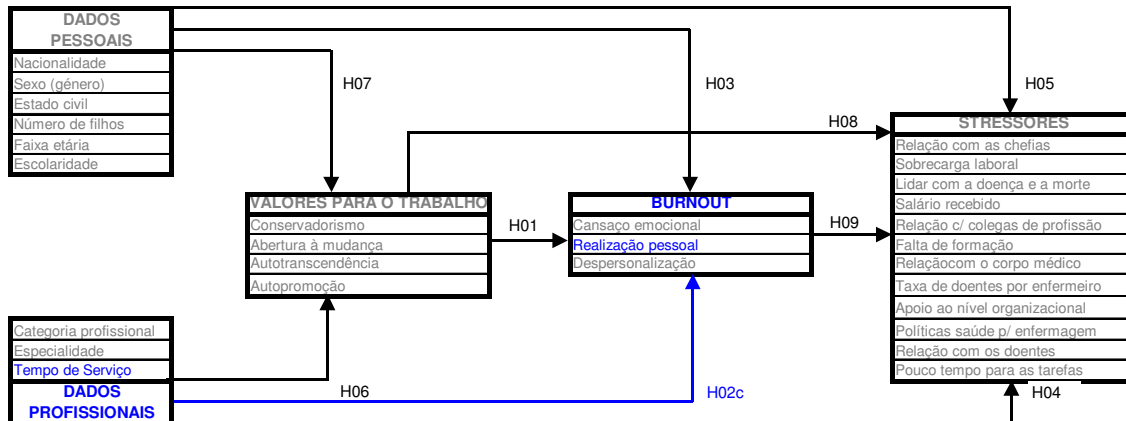 DADOS
PESSOAIS
Nacionalidade
Sexo (género)
Estado civil
Número de filhos
Faixa etária
Escolaridade
H07
H03
H05
H08
STRESSORES
Relação com as chefias
Sobrecarga laboral
Lidar com a doença e a morte
Salário recebido
Relação c/ colegas de profissão
Falta de formação
Relaçãocom o corpo médico
Taxa de doentes por enfermeiro
Apoio ao nível organizacional
Políticas saúde p/ enfermagem
Relação com os doentes
Pouco tempo para as tarefas
VALORES PARA O TRABALHO
Conservadorismo
Abertura à mudança
Autotranscendência
Autopromoção
H01
BURNOUT
Cansaço emocional
Realização pessoal
Despersonalização
H09
Categoria profissional
Especialidade
Tempo de Serviço
DADOS
PROFISSIONAIS
H06
H02c
H04